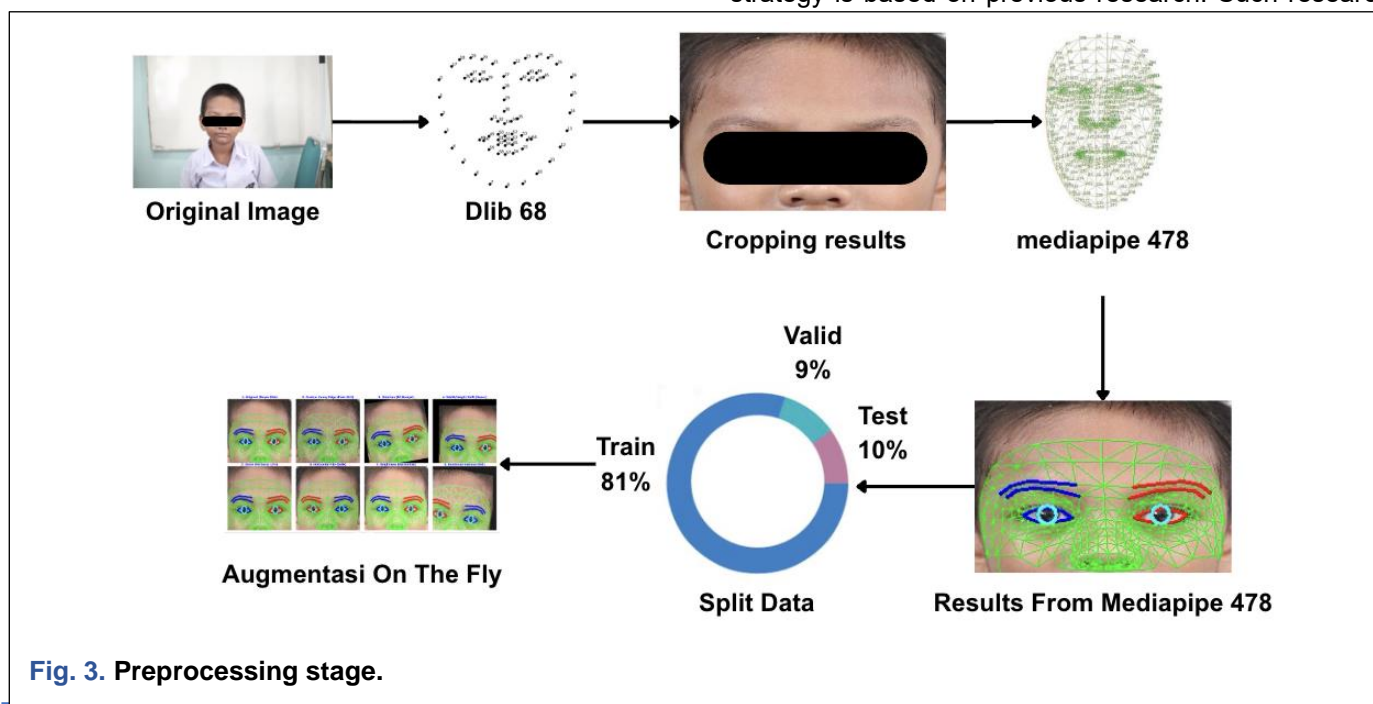 strategy is based on previous research. Such researc
Original Image
Dlib 68
Cropping results
mediapipe 478
Valid
9%
Test
10%
Train
81%
Augmentasi On The Fly
Split Data
Results From Mediapipe 478
Fig. 3. Preprocessing stage.